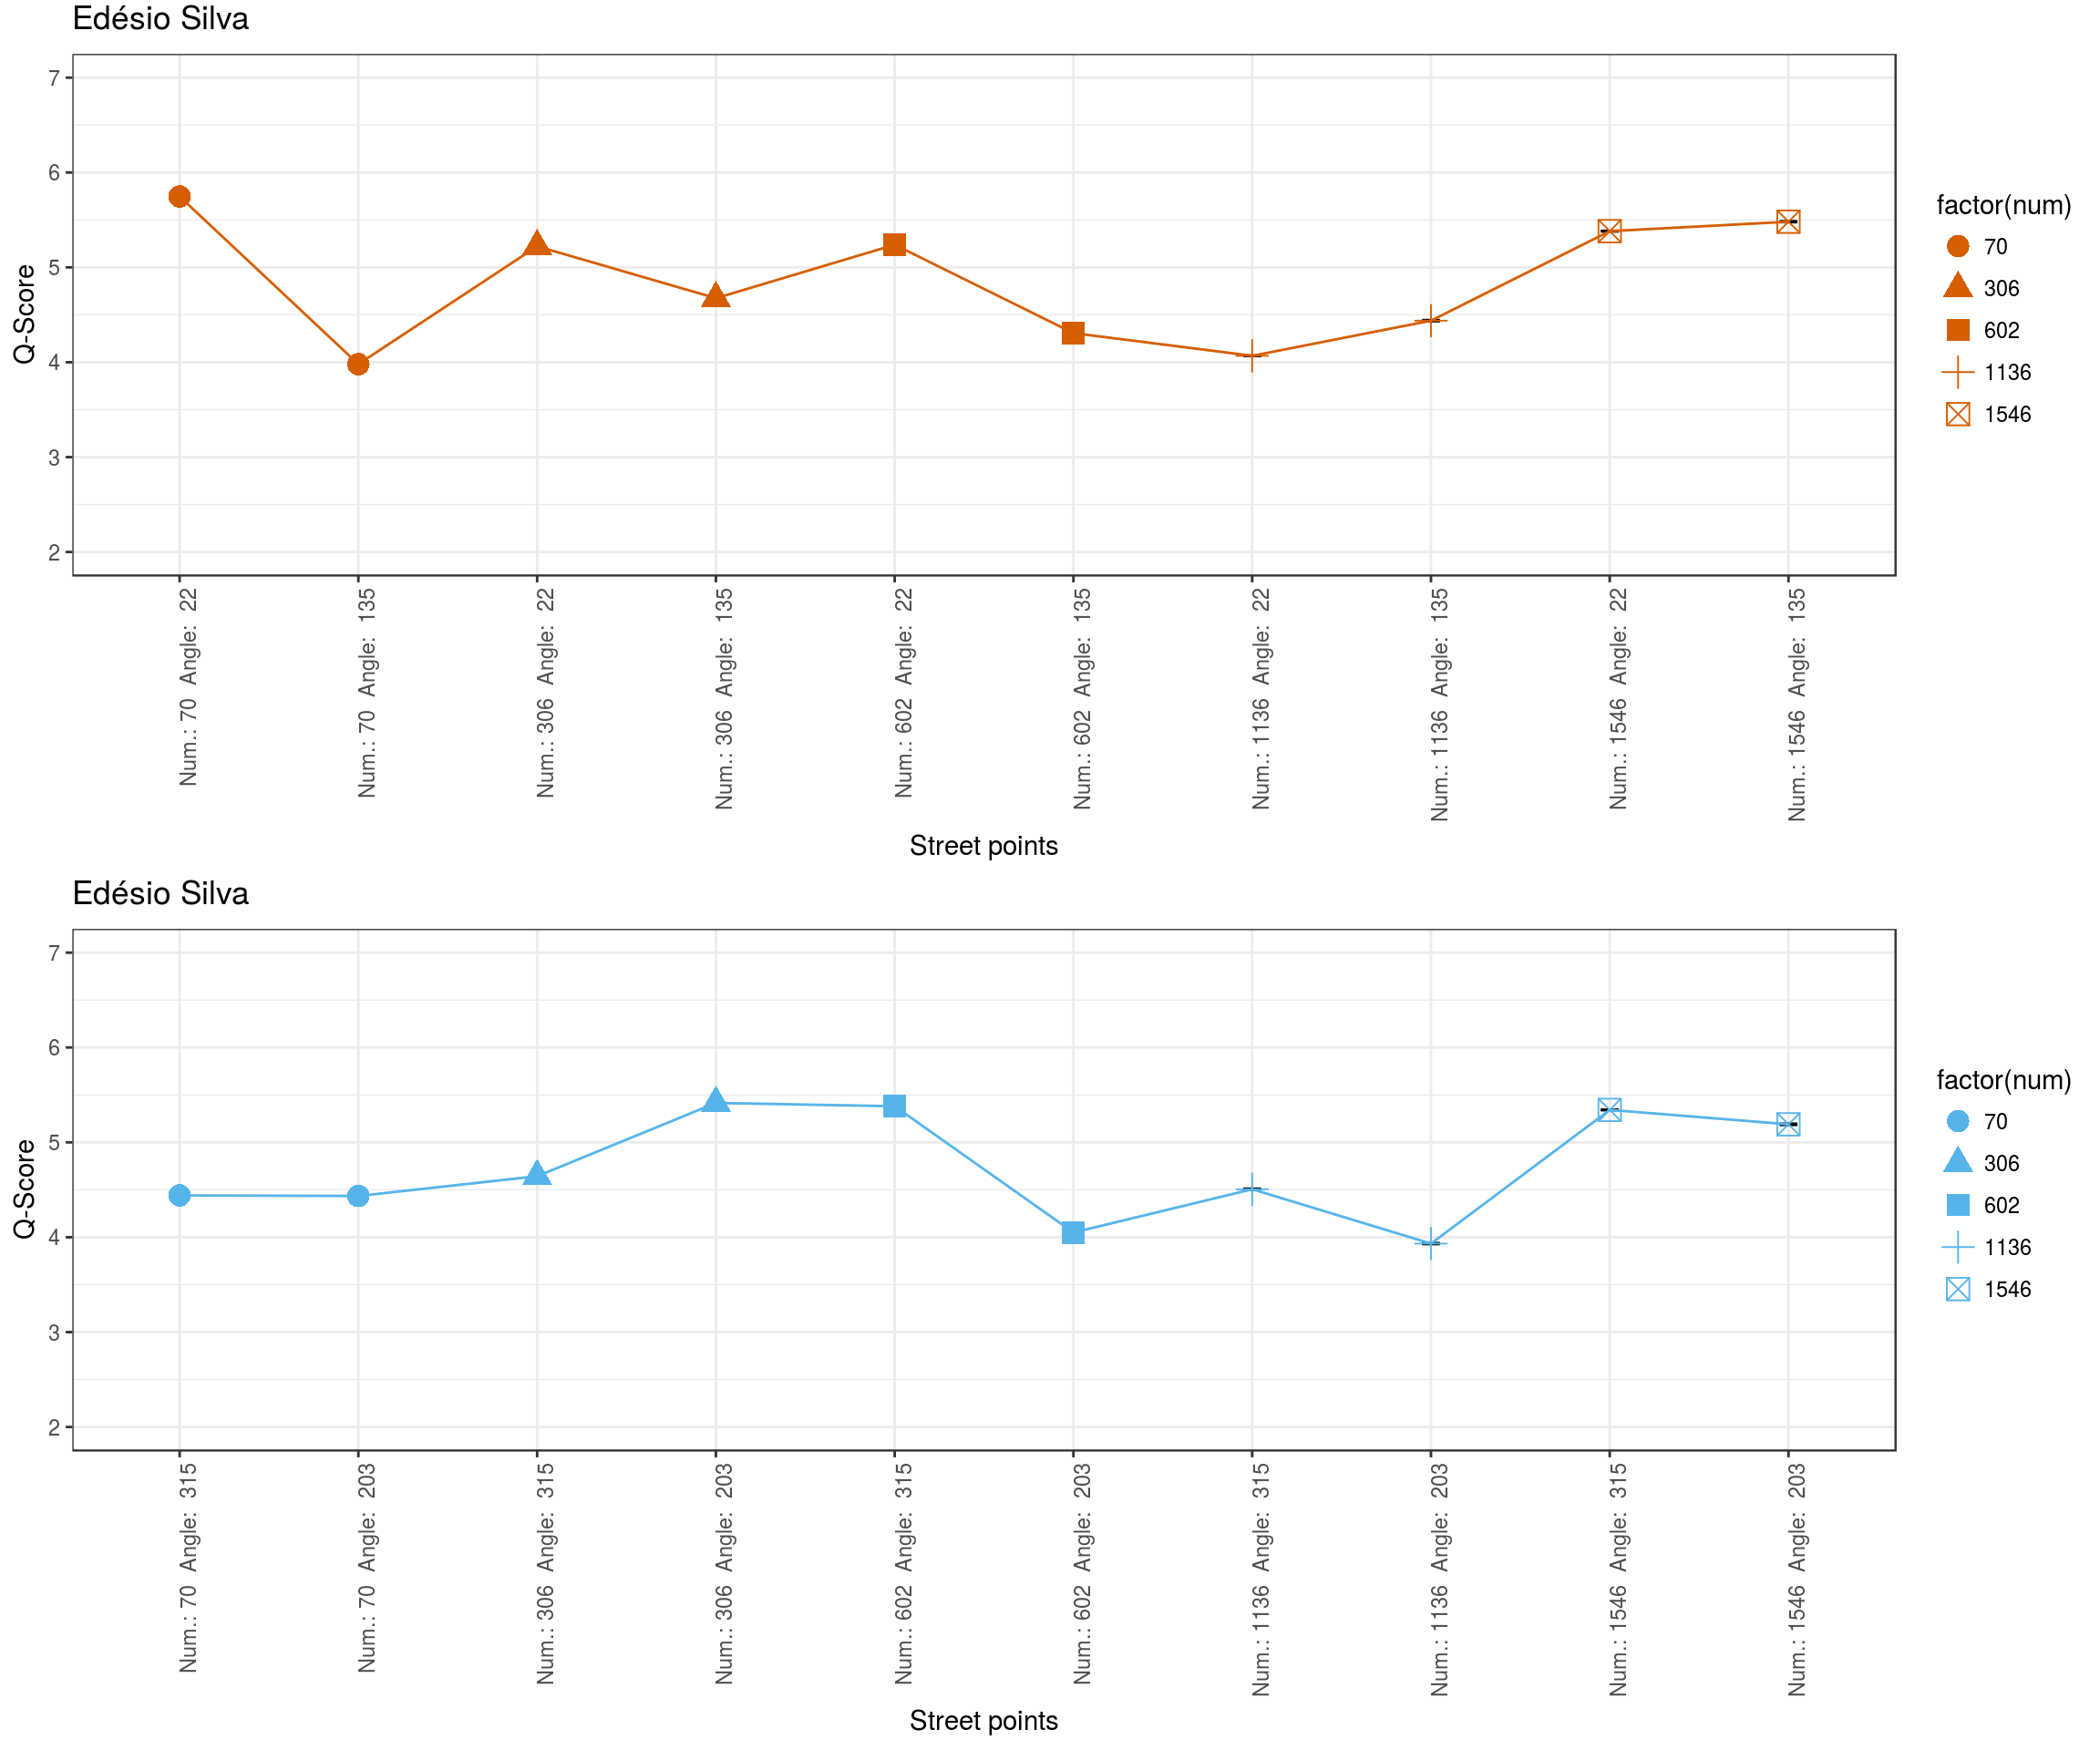 Edésio Silva
7
6
5
4
3
2
Q-Score
Num.: 70 Angle: 22
Num.: 70 Angle: 135
Num.: 306 Angle: 22
Num.: 306 Angle: 135
Num.: 602 Angle: 22
Num.: 602 Angle: 135
Num.: 1136 Angle: 22
Num.: 1136 Angle: 135
Num.: 1546 Angle: 22
Num.: 1546 Angle: 135
Street points
factor(num)
70
306
602
1136
1546
Edésio Silva
7
6
5
4
3
2
Q-Score
Num.: 70 Angle: 315
Num.: 70 Angle: 203
Num.: 306 Angle: 315
Num.: 306 Angle: 203
Num.: 602 Angle: 315
Num.: 602 Angle: 203
Num.: 1136 Angle: 315
Num.: 1136 Angle: 203
Num.: 1546 Angle: 315
Num.: 1546 Angle: 203
Street points
factor(num)
70
306
602
1136
1546